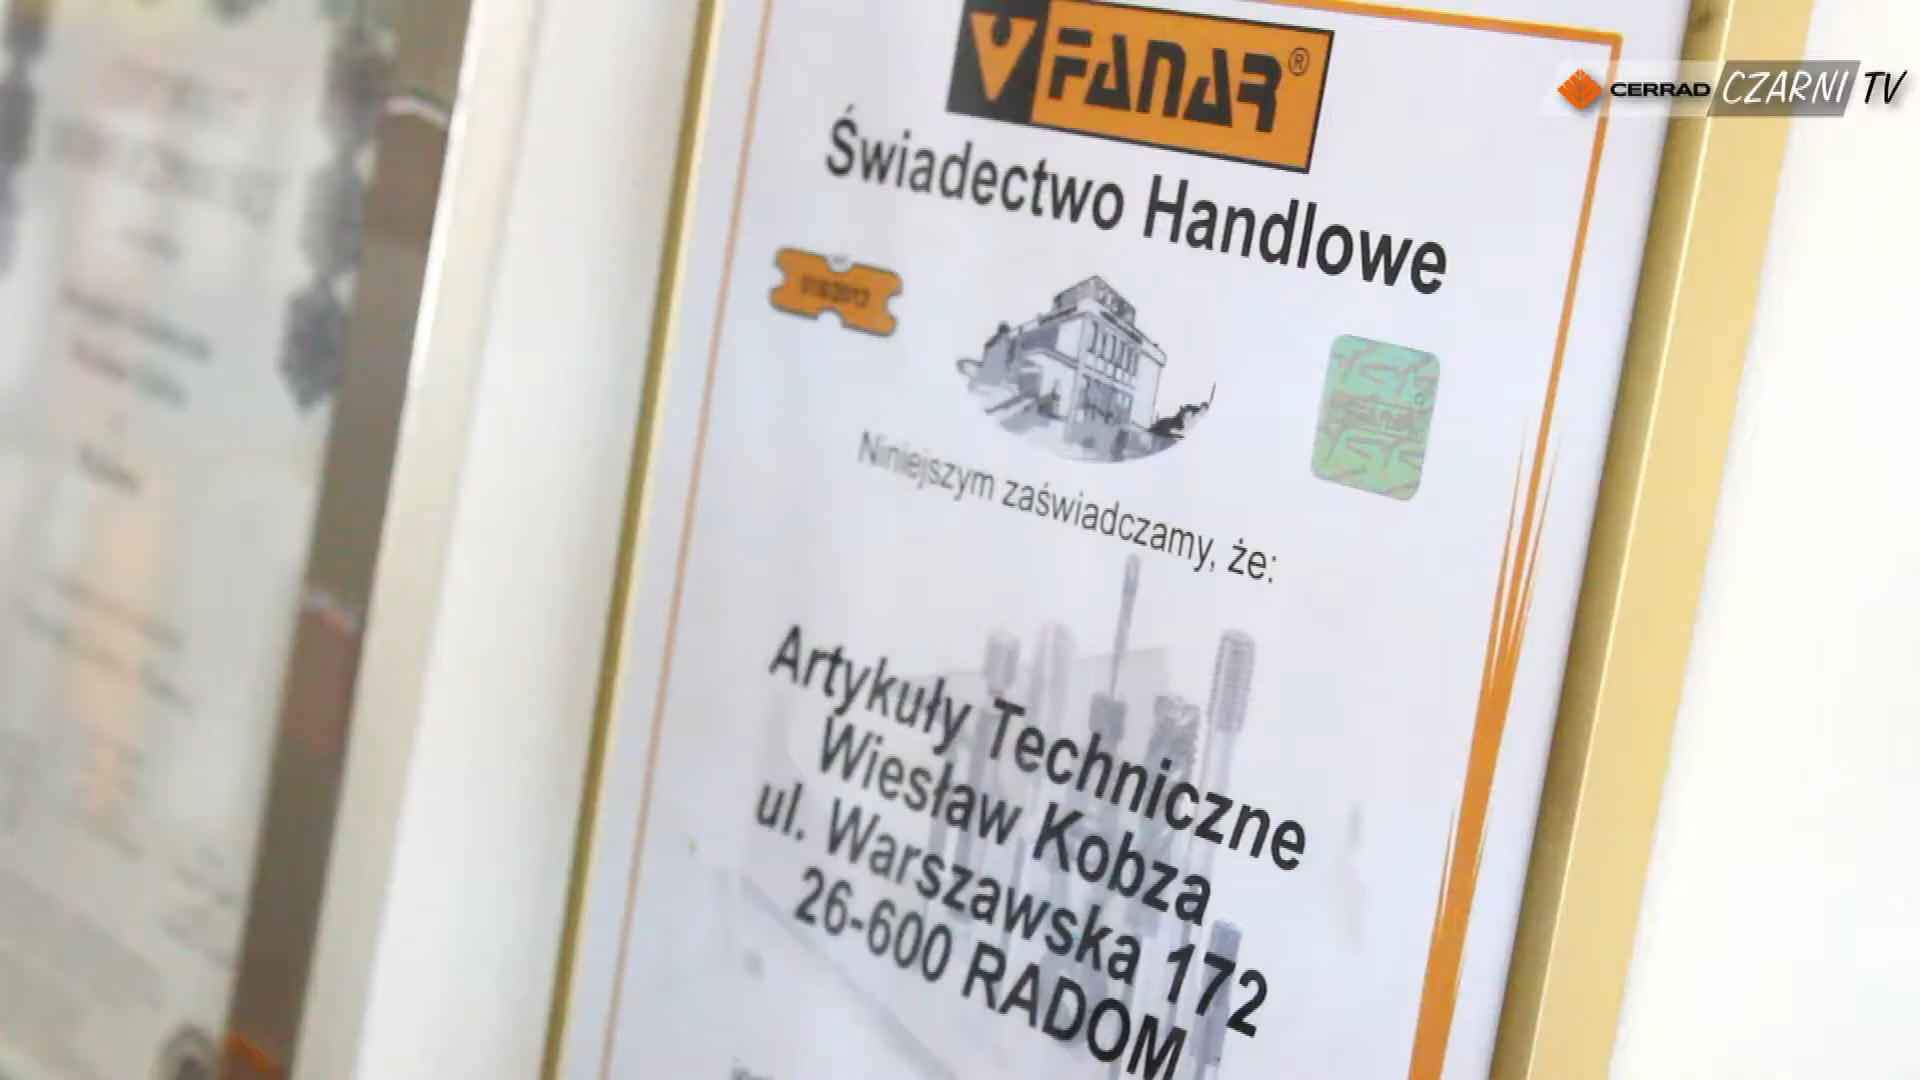 FANAR®
CERRAD CZARNI TV
Świadectwo Handlowe
Niniejszym zaświadczamy, że:
Artykuły Techniczne
Wiesław Kobza
ul. Warszawska 172
26-600 RADOM